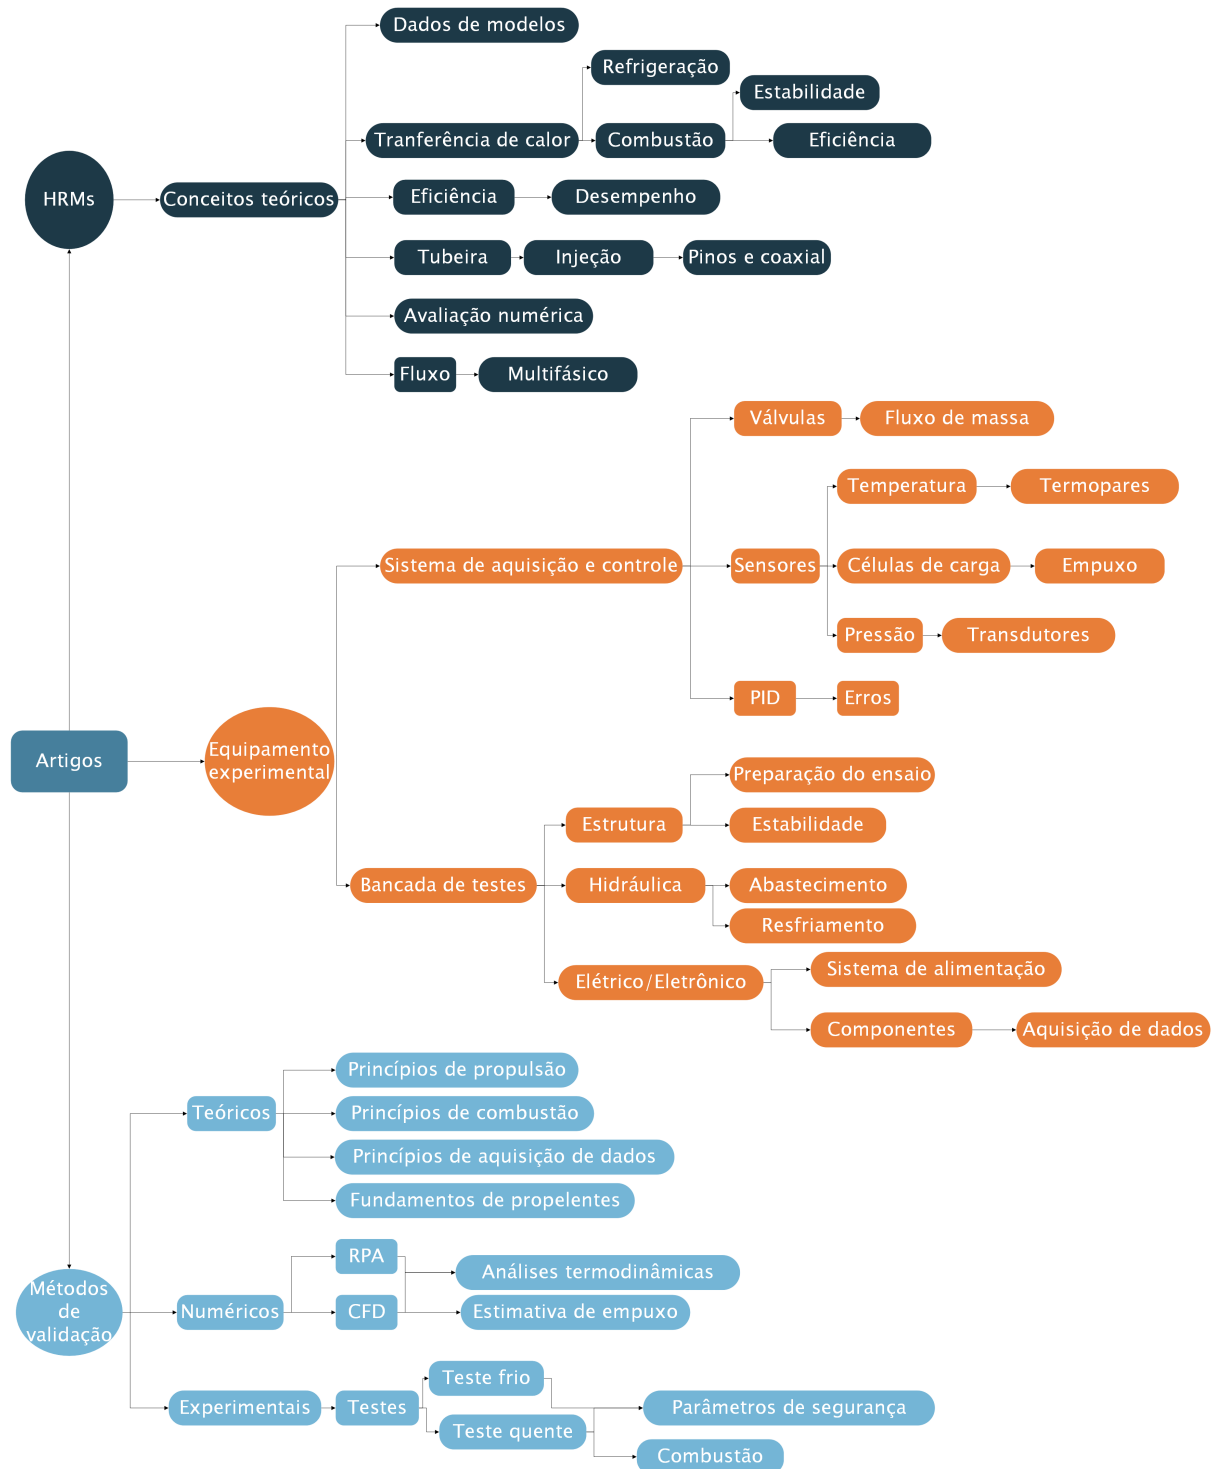 Dados de modelos
Refrigeração
Estabilidade
Tranferência de calor
Combustão
Eficiência
HRMs
Conceitos teóricos
Eficiência
Desempenho
Tubeira
Injeção
Pinos e coaxial
Avaliação numérica
Fluxo
Multifásico
Válvulas
Fluxo de massa
Temperatura
Termopares
Sistema de aquisição e controle
Sensores
Células de carga
Empuxo
Pressão
Transdutores
PID
Erros
Artigos
Equipamento
experimental
Preparação do ensaio
Estrutura
Estabilidade
Bancada de testes
Hidráulica
Abastecimento
Resfriamento
Elétrico/Eletrônico
Sistema de alimentação
Componentes
Aquisição de dados
Princípios de propulsão
Teóricos
Princípios de combustão
Princípios de aquisição de dados
Fundamentos de propelentes
Métodos
de
validação
RPA
Análises termodinâmicas
Numéricos
CFD
Estimativa de empuxo
Teste frio
Experimentais
Testes
Parâmetros de segurança
Teste quente
Combustão